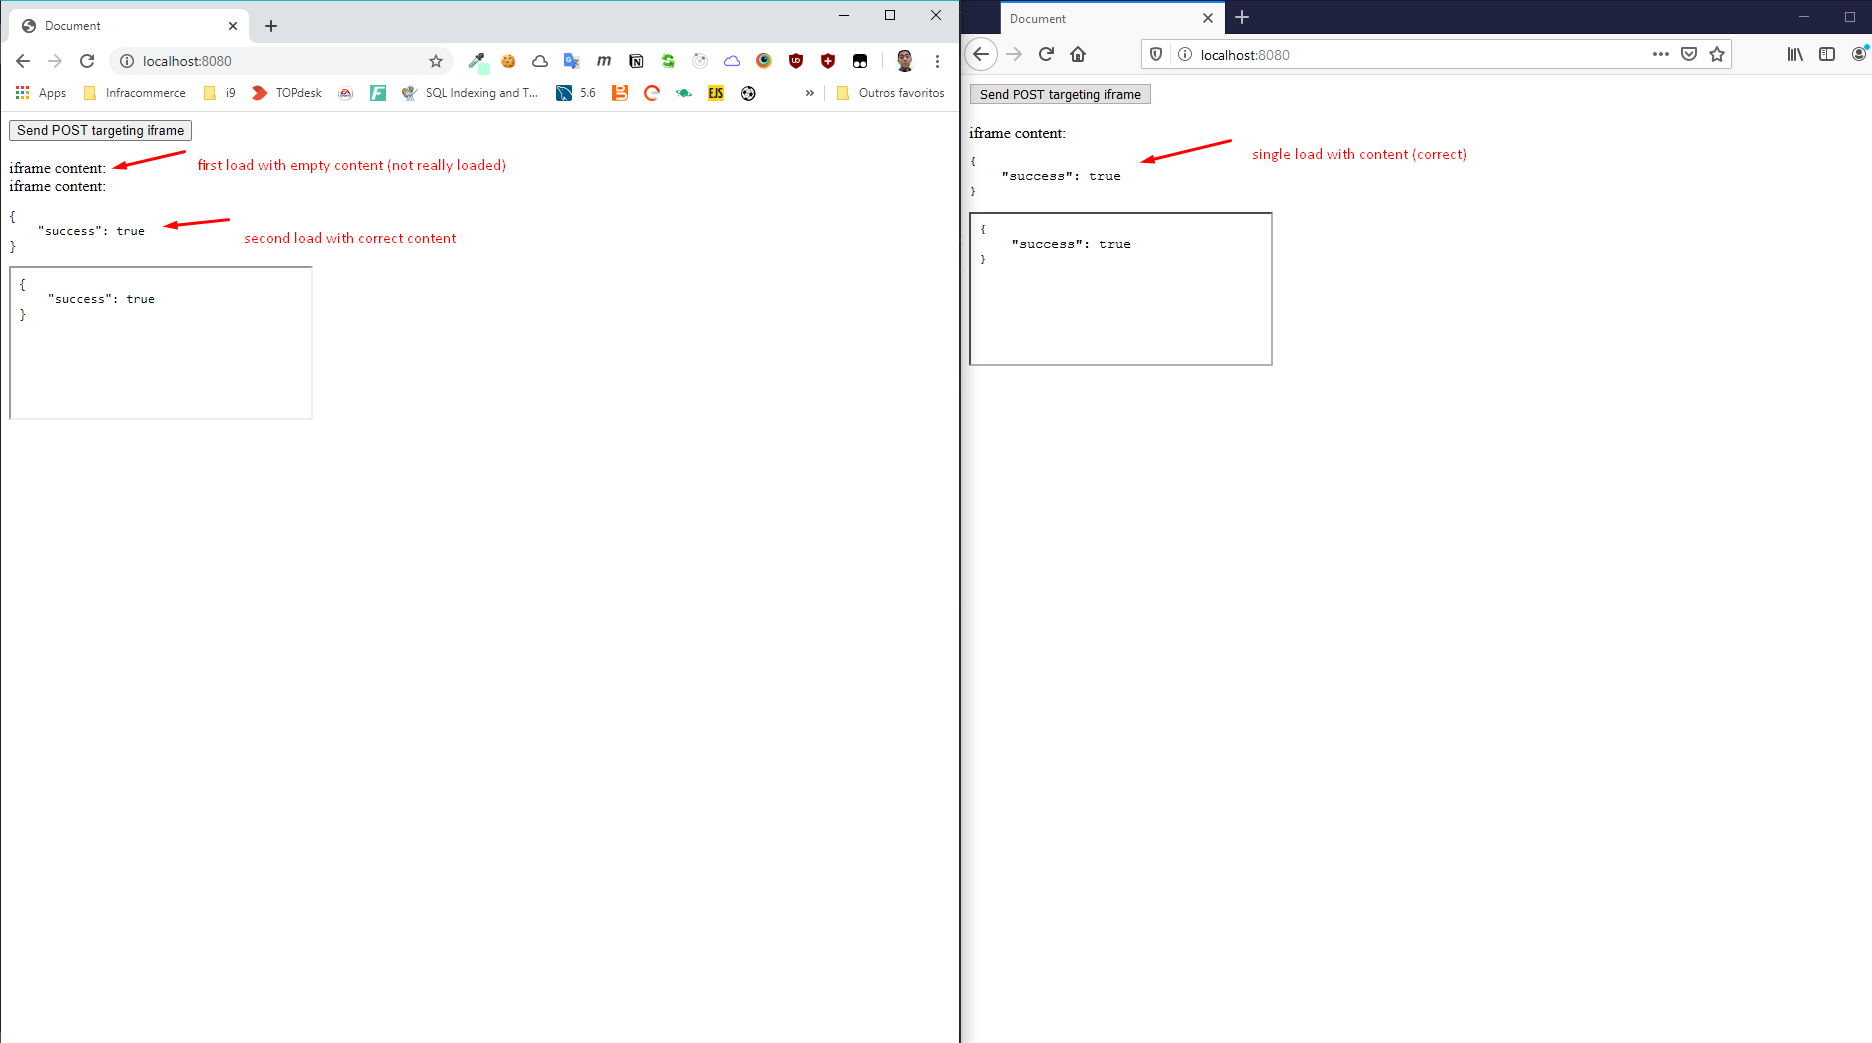 Document
localhost:8080
Apps
Infracommerce
i9
TOPdesk
EA
F
SQL Indexing and T...
5.6
EJS
»
Outros favoritos
Send POST targeting iframe
iframe content:
first load with empty content (not really loaded)
iframe content:
{
"success": true
}
second load with correct content
{
"success": true
}
Document
localhost:8080
Send POST targeting iframe
iframe content:
single load with content (correct)
{
"success": true
}
{
"success": true
}